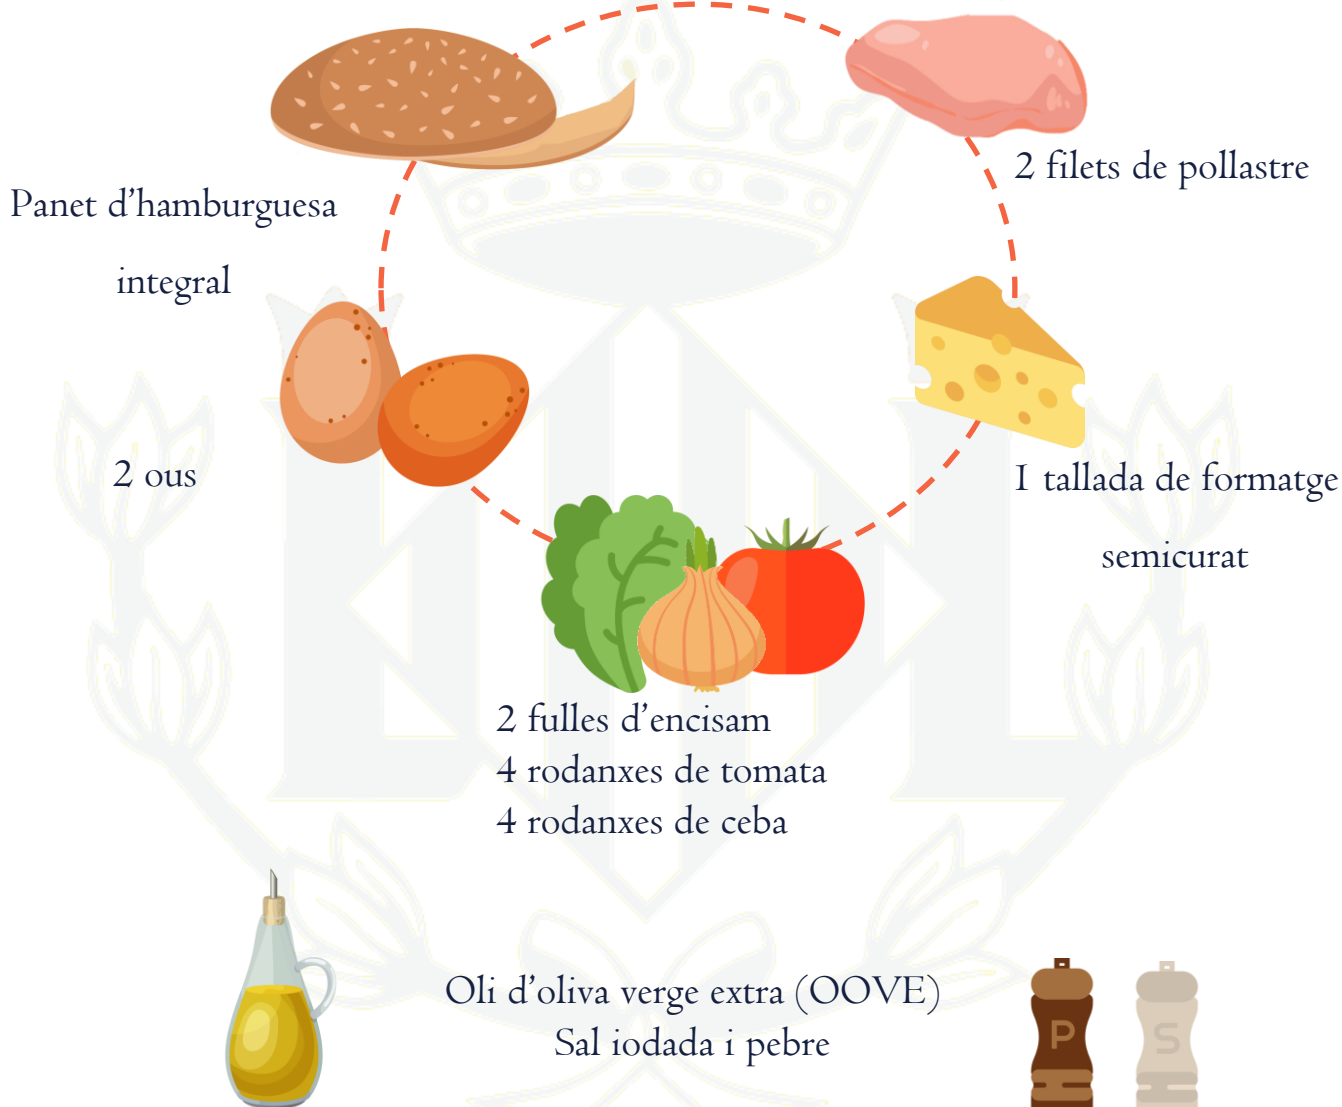 2 filets de pollastre
Panet d’hamburguesa
integral
2 ous
1 tallada de formatge
semicurat
2 fulles d’encisam
4 rodanxes de tomata
4 rodanxes de ceba
Oli d’oliva verge extra (OOVE)
Sal iodada i pebre
P
S